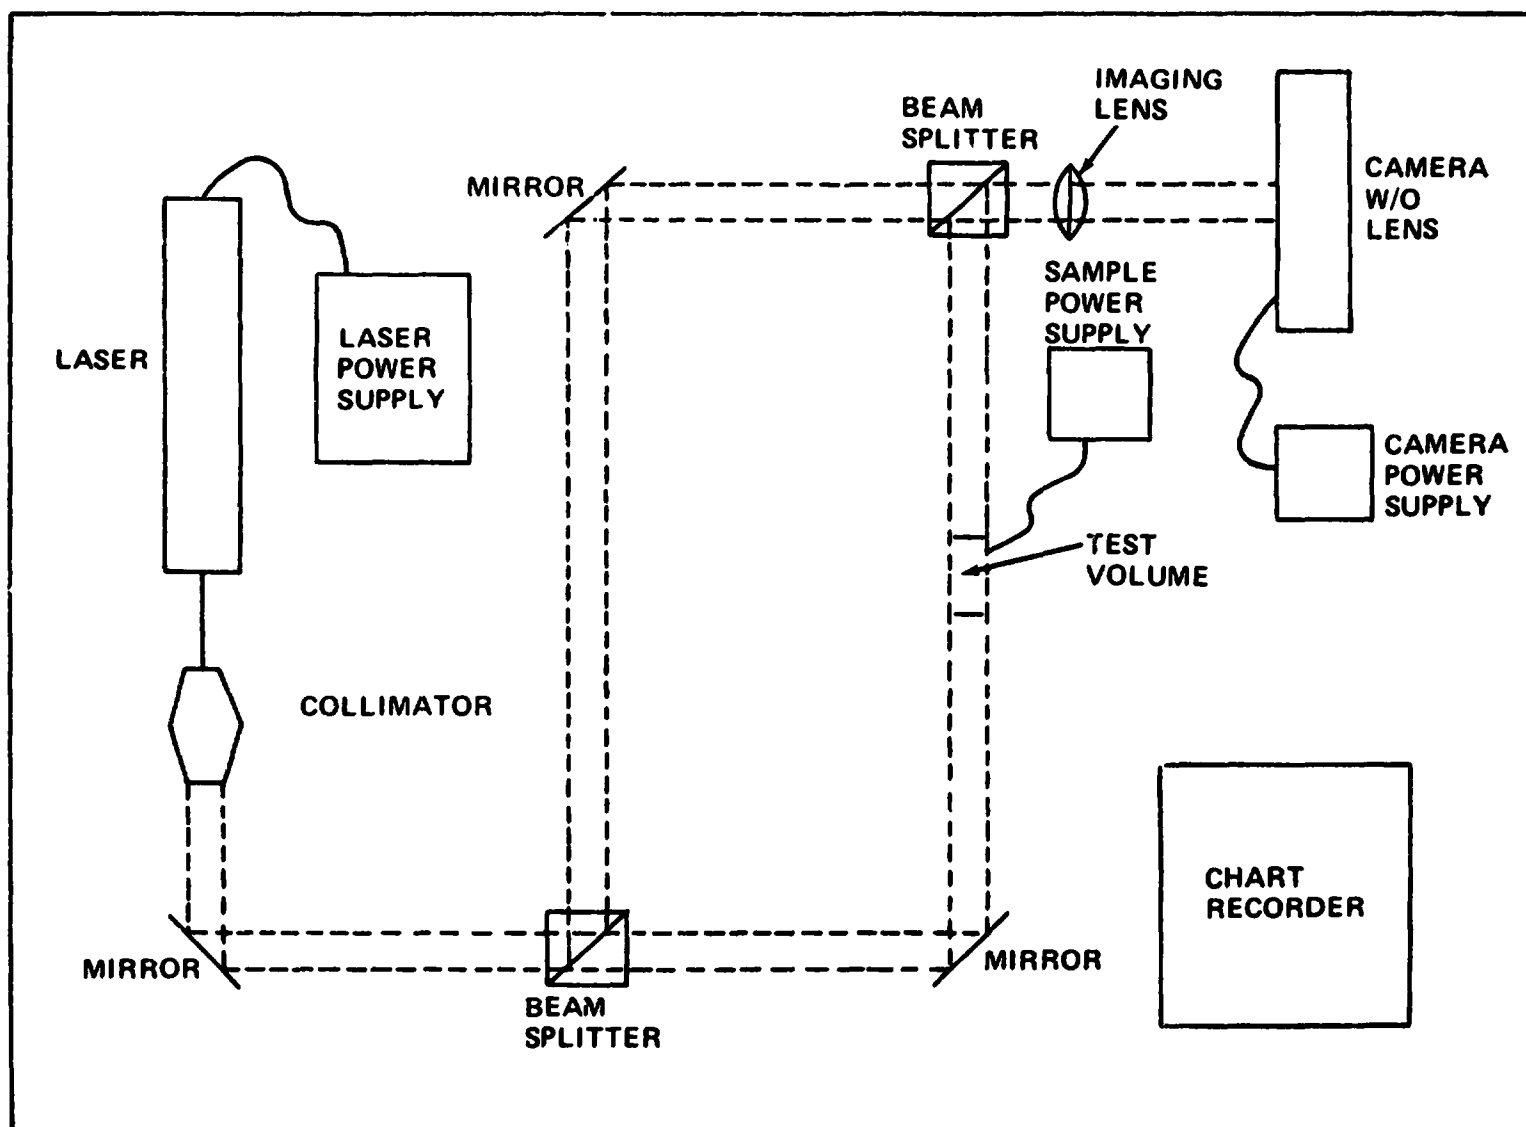 IMAGING
LENS
BEAM
SPLITTER
MIRROR
CAMERA
W/O
LENS
SAMPLE
POWER
SUPPLY
LASER
LASER
POWER
SUPPLY
CAMERA
POWER
SUPPLY
TEST
VOLUME
COLLIMATOR
CHART
RECORDER
MIRROR
MIRROR
BEAM
SPLITTER